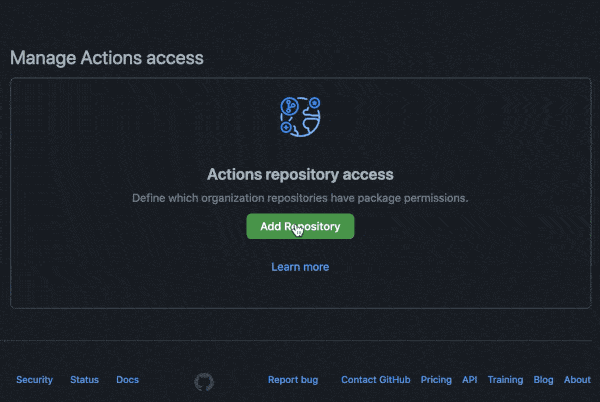 Manage Actions access
Actions repository access
Define which organization repositories have package permissions.
Add Repository
Learn more
Security Status Docs Report bug Contact GitHub Pricing API Training Blog About